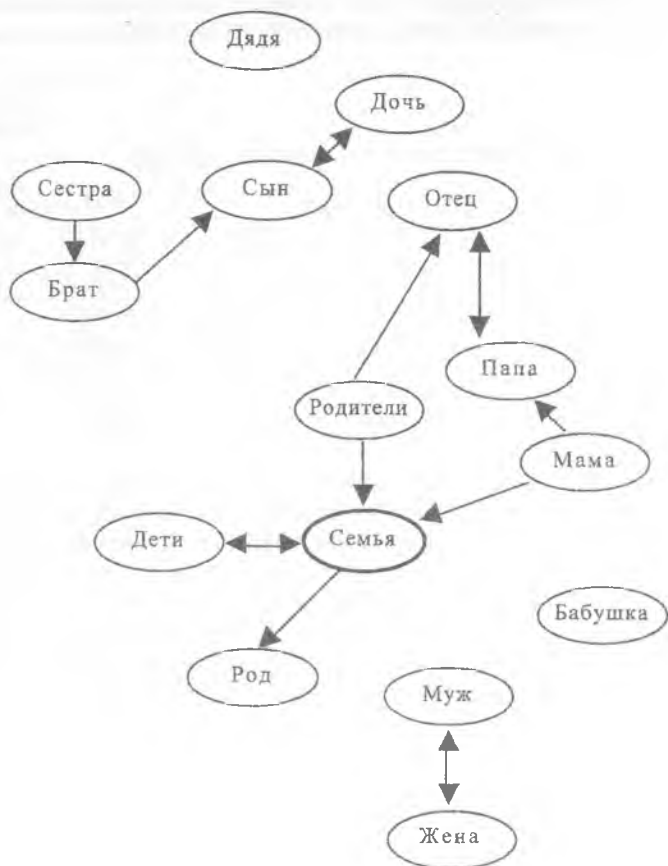 Дядя
Дочь
Сестра
Сын
Отец
Брат
Папа
Родители
Мама
Дети
Семья
Бабушка
Род
Муж
Жена